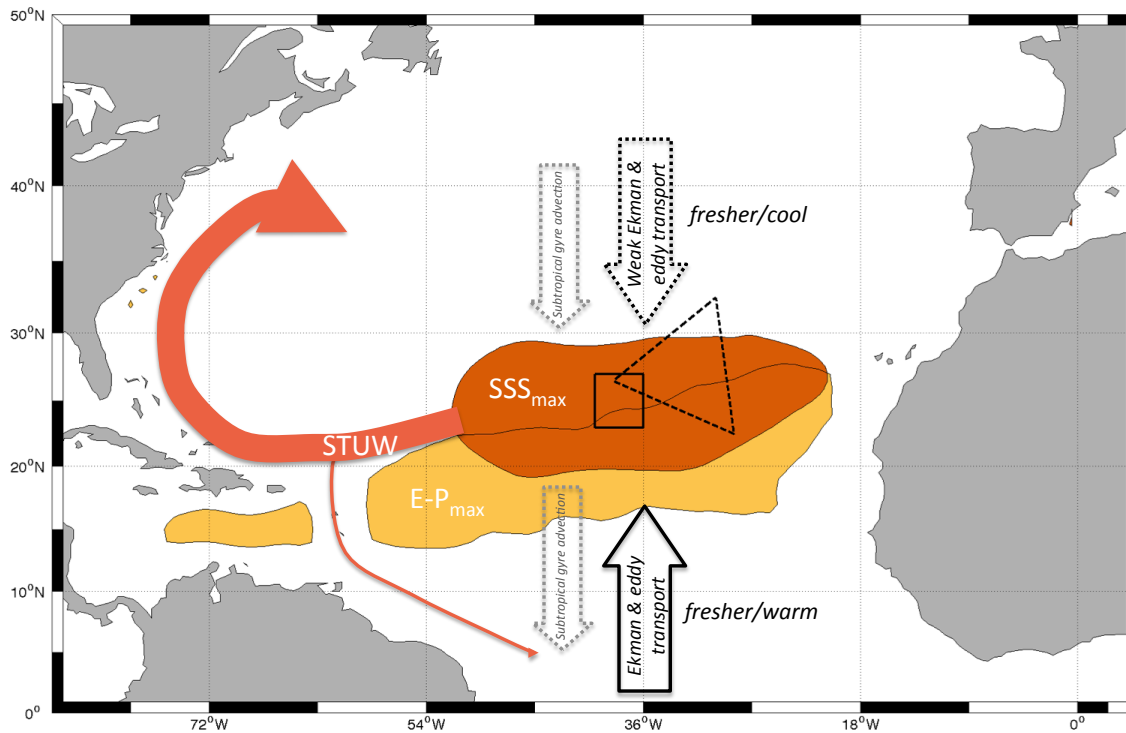 50°N
40°N
30°N
20°N
10°N
0°
72°W
54°W
36°W
18°W
0°
Subtropical gyre advection
Weak Ekman &
eddy transport
fresher/cool
SSSmax
STUW
E-Pmax
Subtropical gyre advection
Ekman & eddy
transport
fresher/warm